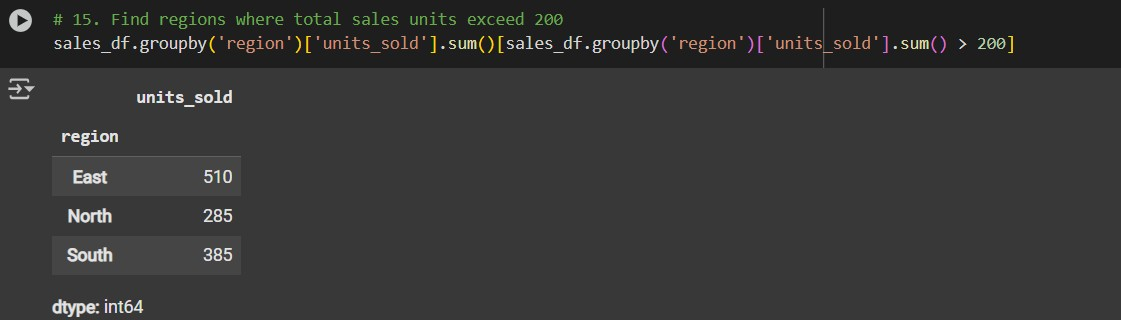 # 15. Find regions where total sales units exceed 200
sales_df.groupby('region')['units_sold'].sum()[sales_df.groupby('region')['units_sold'].sum() > 200]
units_sold
region
East 510
North 285
South 385
dtype: int64